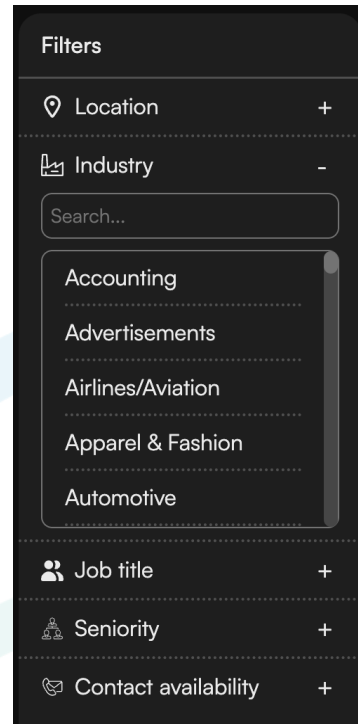 Filters
Location +
Industry -
Search...
Accounting
Advertisements
Airlines/Aviation
Apparel & Fashion
Automotive
Job title +
Seniority +
Contact availability +